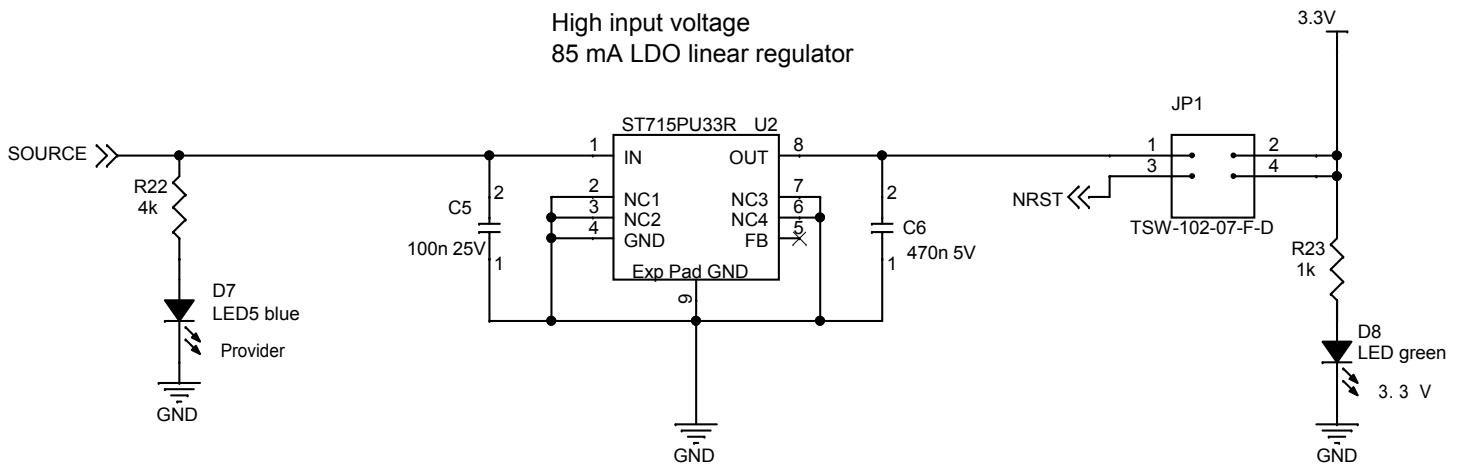 High input voltage
85 mA LDO linear regulator
3.3V
JP1
ST715PU33R U2
SOURCE
1 IN OUT 8
1 2
3 4
R22
4k
2 NC1 NC3 7
3 NC2 NC4 6
4 GND FB 5
C5
2
100n 25V
1
2
C6
470n 5V
1
NRST
TSW-102-07-F-D
R23
1k
Exp Pad GND
9
D7
LED5 blue
Provider
D8
LED green
3. 3 V
GND
GND
GND